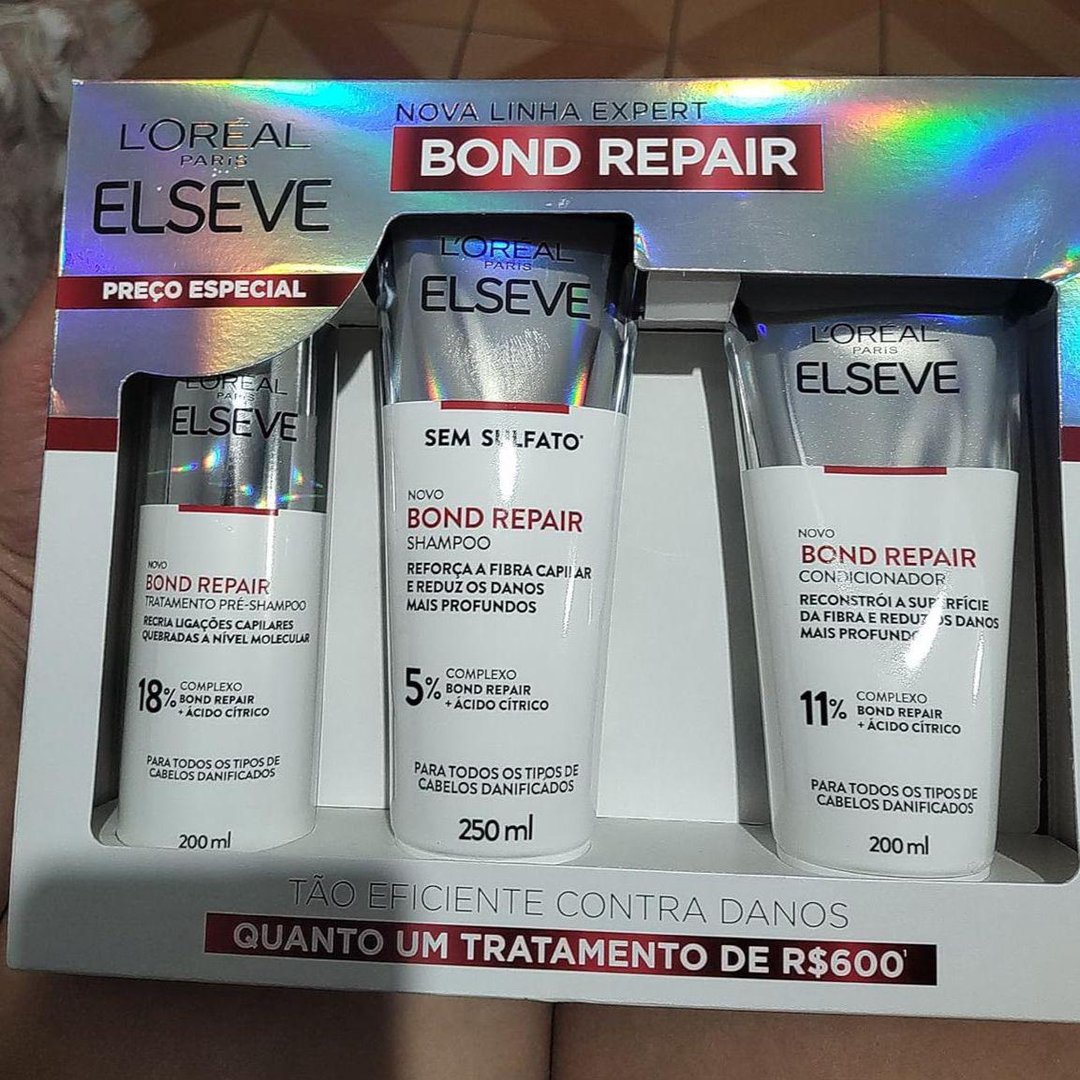 NOVA LINHA EXPERT
BOND REPAIR
L'ORÉAL
PARIS
ELSEVE
PREÇO ESPECIAL
L'ORÉAL
PARIS
ELSEVE
NOVO
BOND REPAIR
TRATAMENTO PRÉ-SHAMPOO
RECRIA LIGAÇÕES CAPILARES
QUEBRADAS A NÍVEL MOLECULAR
18% COMPLEXO
BOND REPAIR
+ ÁCIDO CÍTRICO
PARA TODOS OS TIPOS DE
CABELOS DANIFICADOS
200 ml
L'ORÉAL
PARIS
ELSEVE
SEM SULFATO*
NOVO
BOND REPAIR
SHAMPOO
REFORÇA A FIBRA CAPILAR
E REDUZ OS DANOS
MAIS PROFUNDOS
5% COMPLEXO
BOND REPAIR
+ ÁCIDO CÍTRICO
PARA TODOS OS TIPOS DE
CABELOS DANIFICADOS
250 ml
L'ORÉAL
PARIS
ELSEVE
NOVO
BOND REPAIR
CONDICIONADOR
RECONSTRÓI A SUPERFÍCIE
DA FIBRA E REDUZ OS DANOS
MAIS PROFUNDOS
11% COMPLEXO
BOND REPAIR
+ ÁCIDO CÍTRICO
PARA TODOS OS TIPOS DE
CABELOS DANIFICADOS
200 ml
TÃO EFICIENTE CONTRA DANOS
QUANTO UM TRATAMENTO DE R$600¹